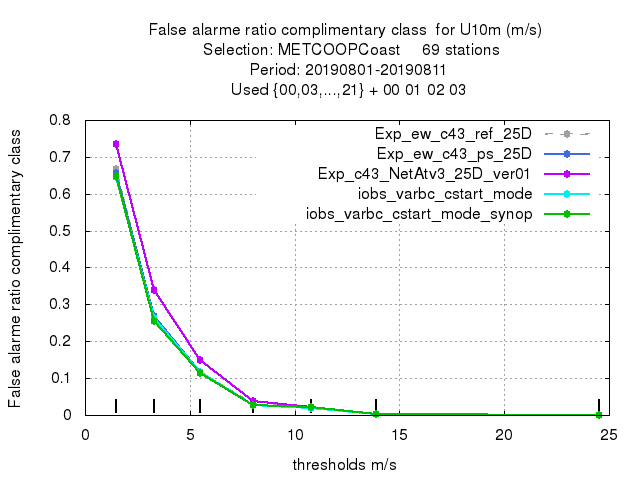 False alarme ratio complimentary class  for U10m (m/s)
Selection: METCOOPCoast     69 stations
Period: 20190801-20190811
Used {00,03,...,21} + 00 01 02 03
Exp_ew_c43_ref_25D
Exp_ew_c43_ps_25D
Exp_c43_NetAtv3_25D_ver01
iobs_varbc_cstart_mode
iobs_varbc_cstart_mode_synop
False alarme ratio complimentary class
0.8
0.7
0.6
0.5
0.4
0.3
0.2
0.1
0
0 5 10 15 20 25
thresholds m/s